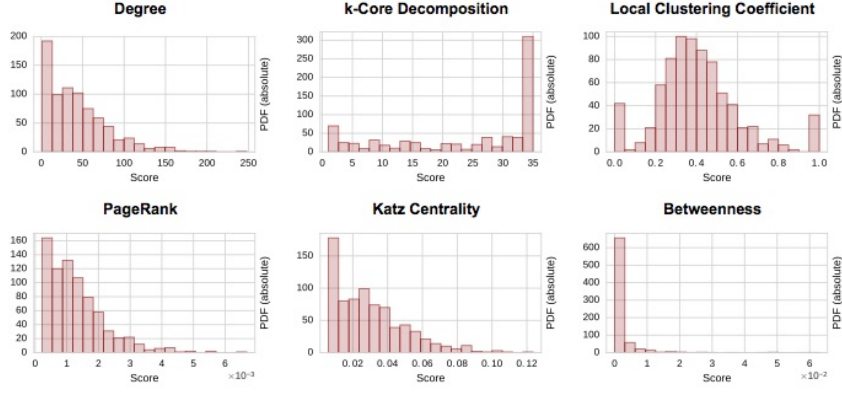 Degree
k-Core Decomposition
Local Clustering Coefficient
200
150
100
50
0
0 50 100 150 200 250
Score
PDF (absolute)
300
250
200
150
100
50
0
0 5 10 15 20 25 30 35
Score
PDF (absolute)
100
80
60
40
20
0
0.0 0.2 0.4 0.6 0.8 1.0
Score
PDF (absolute)
PageRank
Katz Centrality
Betweenness
160
140
120
100
80
60
40
20
0
0 1 2 3 4 5 6
Score
×10⁻³
PDF (absolute)
150
100
50
0
0.02 0.04 0.06 0.08 0.10 0.12
Score
PDF (absolute)
600
500
400
300
200
100
0
0 1 2 3 4 5 6
Score
×10⁻²
PDF (absolute)